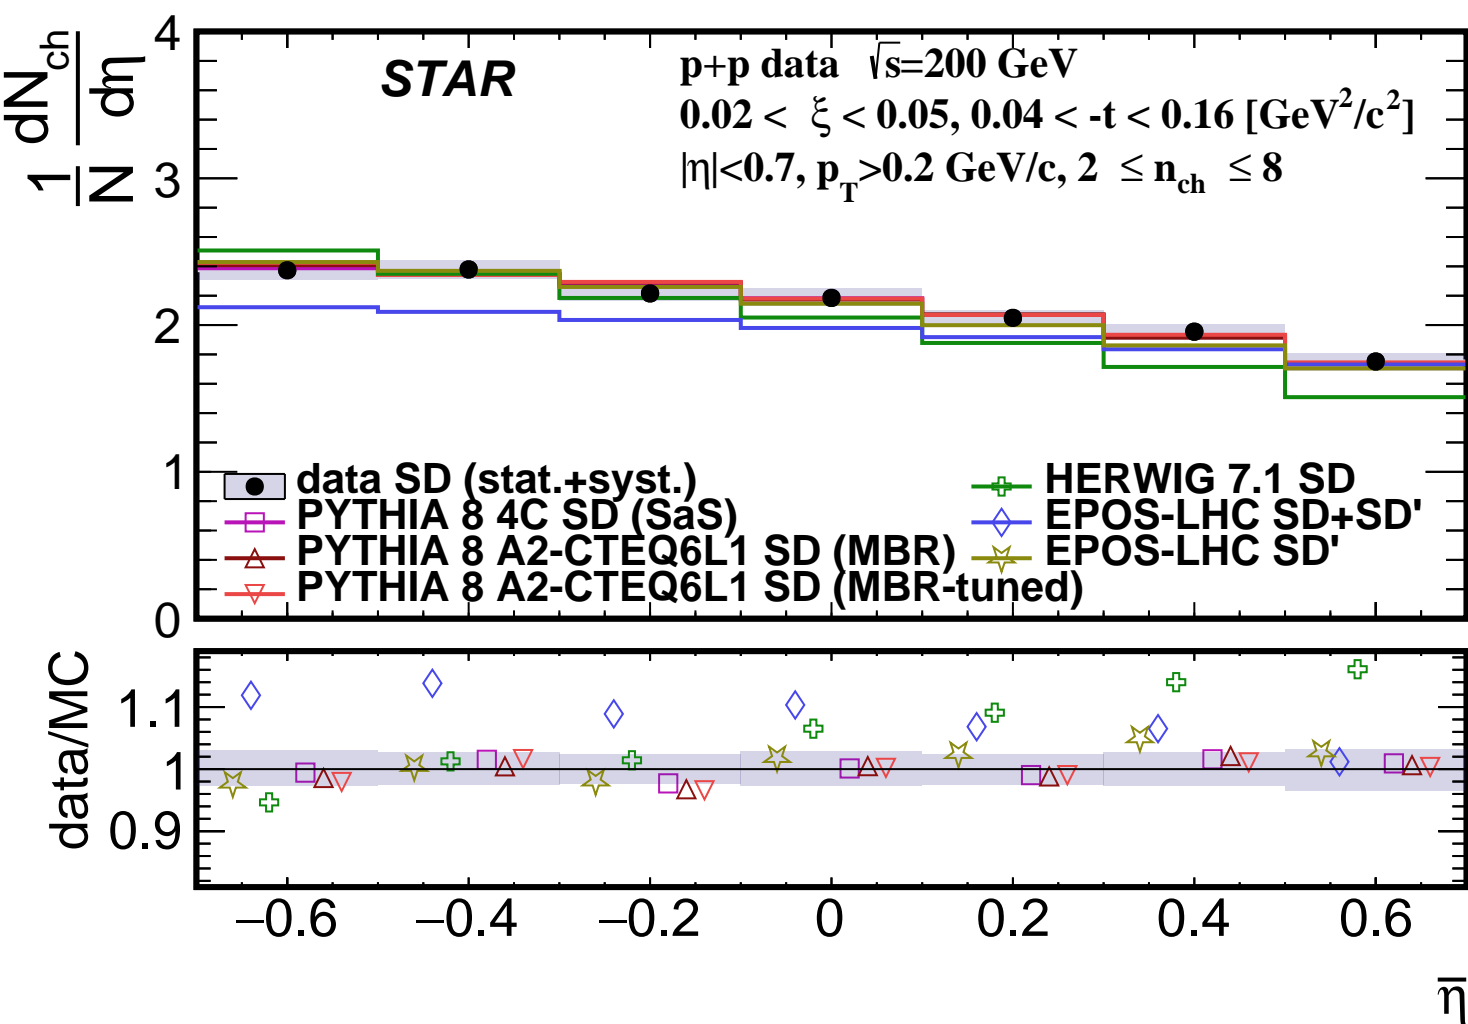 1/N dN_ch/dη
4
3
2
1
0
STAR
p+p data √s=200 GeV
0.02 < ξ < 0.05, 0.04 < -t < 0.16 [GeV²/c²]
|η|<0.7, p_T>0.2 GeV/c, 2 ≤ n_ch ≤ 8
data SD (stat.+syst.)
PYTHIA 8 4C SD (SaS)
PYTHIA 8 A2-CTEQ6L1 SD (MBR)
PYTHIA 8 A2-CTEQ6L1 SD (MBR-tuned)
HERWIG 7.1 SD
EPOS-LHC SD+SD'
EPOS-LHC SD'
data/MC
1.1
1
0.9
−0.6 −0.4 −0.2 0 0.2 0.4 0.6
η̅